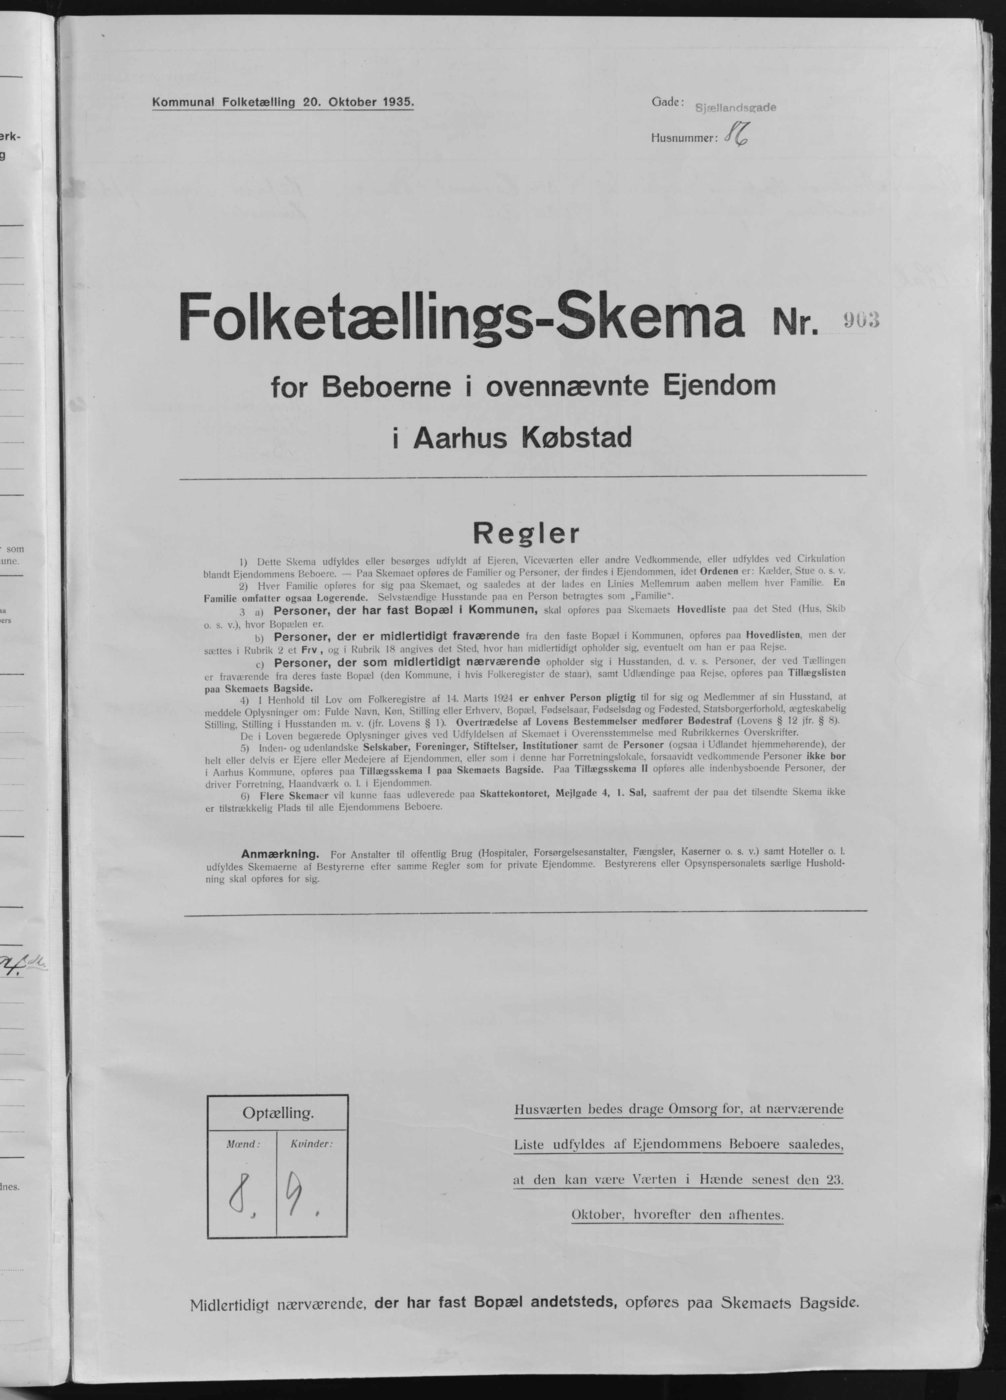 Kommunal Folketælling 20. Oktober 1935.
Gade: Sjællandsgade
Husnummer: 86
Folketællings-Skema Nr. 903
for Beboerne i ovennævnte Ejendom
i Aarhus Købstad
Regler
1) Dette Skema udfyldes eller besørges udfyldt af Ejeren, Viceværten eller andre Vedkommende, eller udfyldes ved Cirkulation
blandt Ejendommens Beboere. — Paa Skemaet opføres de Familier og Personer, der findes i Ejendommen, idet Ordenen er: Kælder, Stue o. s. v.
2) Hver Familie opføres for sig paa Skemaet, og saaledes at der lades en Linies Mellemrum aaben mellem hver Familie. En
Familie omfatter ogsaa Logerende. Selvstændige Husstande paa en Person betragtes som „Familie“.
3 a) Personer, der har fast Bopæl i Kommunen, skal opføres paa Skemaets Hovedliste paa det Sted (Hus, Skib
o. s. v.), hvor Bopælen er.
b) Personer, der er midlertidigt fraværende fra den faste Bopæl i Kommunen, opføres paa Hovedlisten, men der
sættes i Rubrik 2 et Frv, og i Rubrik 18 angives det Sted, hvor han midlertidigt opholder sig, eventuelt om han er paa Rejse.
c) Personer, der som midlertidigt nærværende opholder sig i Husstanden, d. v. s. Personer, der ved Tællingen
er fraværende fra deres faste Bopæl (den Kommune, i hvis Folkeregister de staar), samt Udlændinge paa Rejse, opføres paa Tillægslisten
paa Skemaets Bagside.
4) I Henhold til Lov om Folkeregistre af 14. Marts 1924 er enhver Person pligtig til for sig og Medlemmer af sin Husstand, at
meddele Oplysninger om: Fulde Navn, Køn, Stilling eller Erhverv, Bopæl, Fødselsaar, Fødselsdag og Fødested, Statsborgerforhold, ægteskabelig
Stilling, Stilling i Husstanden m. v. (jfr. Lovens § 1). Overtrædelse af Lovens Bestemmelser medfører Bødestraf (Lovens § 12 jfr. § 8).
De i Loven begærede Oplysninger gives ved Udfyldelsen af Skemaet i Overensstemmelse med Rubrikkernes Overskrifter.
5) Inden- og udenlandske Selskaber, Foreninger, Stiftelser, Institutioner samt de Personer (ogsaa i Udlandet hjemmehørende), der
helt eller delvis er Ejere eller Medejere af Ejendommen, eller som i denne har Forretningslokale, forsaavidt vedkommende Personer ikke bor
i Aarhus Kommune, opføres paa Tillægsskema I paa Skemaets Bagside. Paa Tillægsskema II opføres alle indenbysboende Personer, der
driver Forretning, Haandværk o. l. i Ejendommen.
6) Flere Skemaer vil kunne faas udleverede paa Skattekontoret, Mejlgade 4, 1. Sal, saafremt der paa det tilsendte Skema ikke
er tilstrækkelig Plads til alle Ejendommens Beboere.
Anmærkning. For Anstalter til offentlig Brug (Hospitaler, Forsørgelsesanstalter, Fængsler, Kaserner o. s. v.) samt Hoteller o. l.
udfyldes Skemaerne af Bestyrerne efter samme Regler som for private Ejendomme. Bestyrerens eller Opsynspersonalets særlige Hushold-
ning skal opføres for sig.
Optælling.
Mænd: Kvinder:
8. 9.
Husværten bedes drage Omsorg for, at nærværende
Liste udfyldes af Ejendommens Beboere saaledes,
at den kan være Værten i Hænde senest den 23.
Oktober, hvorefter den afhentes.
Midlertidigt nærværende, der har fast Bopæl andetsteds, opføres paa Skemaets Bagside.